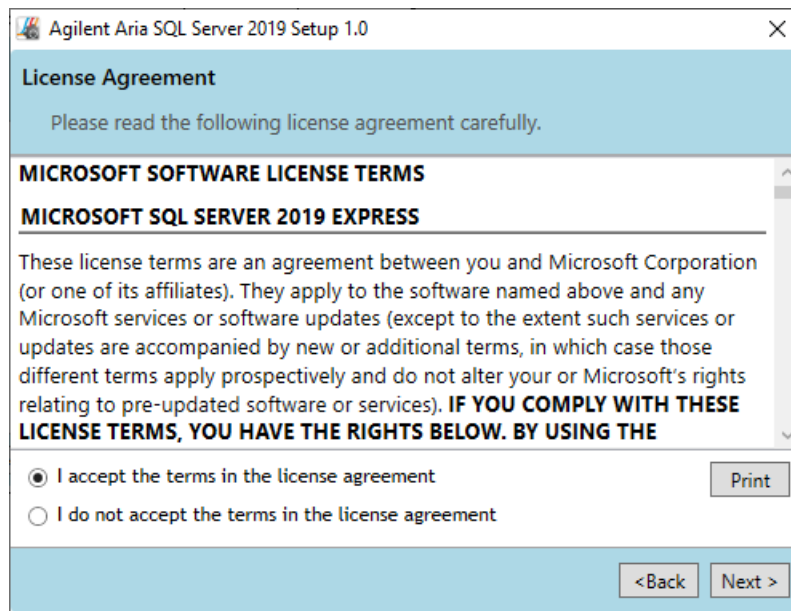 Agilent Aria SQL Server 2019 Setup 1.0
License Agreement
Please read the following license agreement carefully.
MICROSOFT SOFTWARE LICENSE TERMS
MICROSOFT SQL SERVER 2019 EXPRESS
These license terms are an agreement between you and Microsoft Corporation
(or one of its affiliates). They apply to the software named above and any
Microsoft services or software updates (except to the extent such services or
updates are accompanied by new or additional terms, in which case those
different terms apply prospectively and do not alter your or Microsoft’s rights
relating to pre-updated software or services). IF YOU COMPLY WITH THESE
LICENSE TERMS, YOU HAVE THE RIGHTS BELOW. BY USING THE
I accept the terms in the license agreement
Print
I do not accept the terms in the license agreement
<Back
Next >